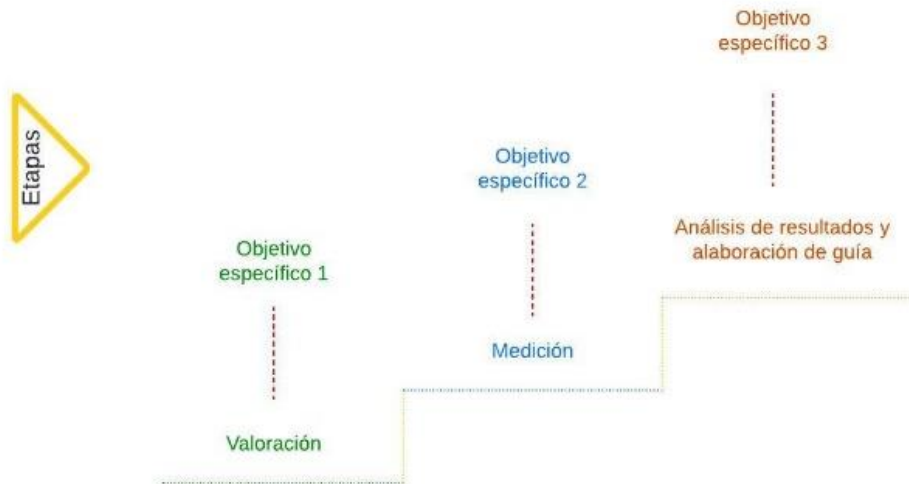 Etapas
Objetivo
específico 1
Valoración
Objetivo
específico 2
Medición
Objetivo
específico 3
Análisis de resultados y
alaboración de guía